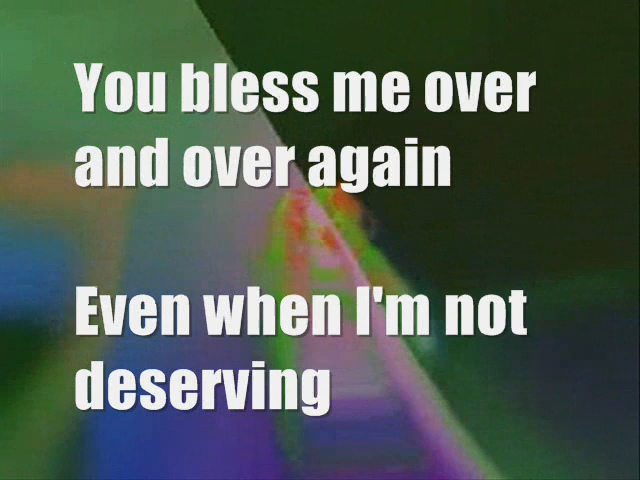 You bless me over
and over again
Even when I'm not
deserving